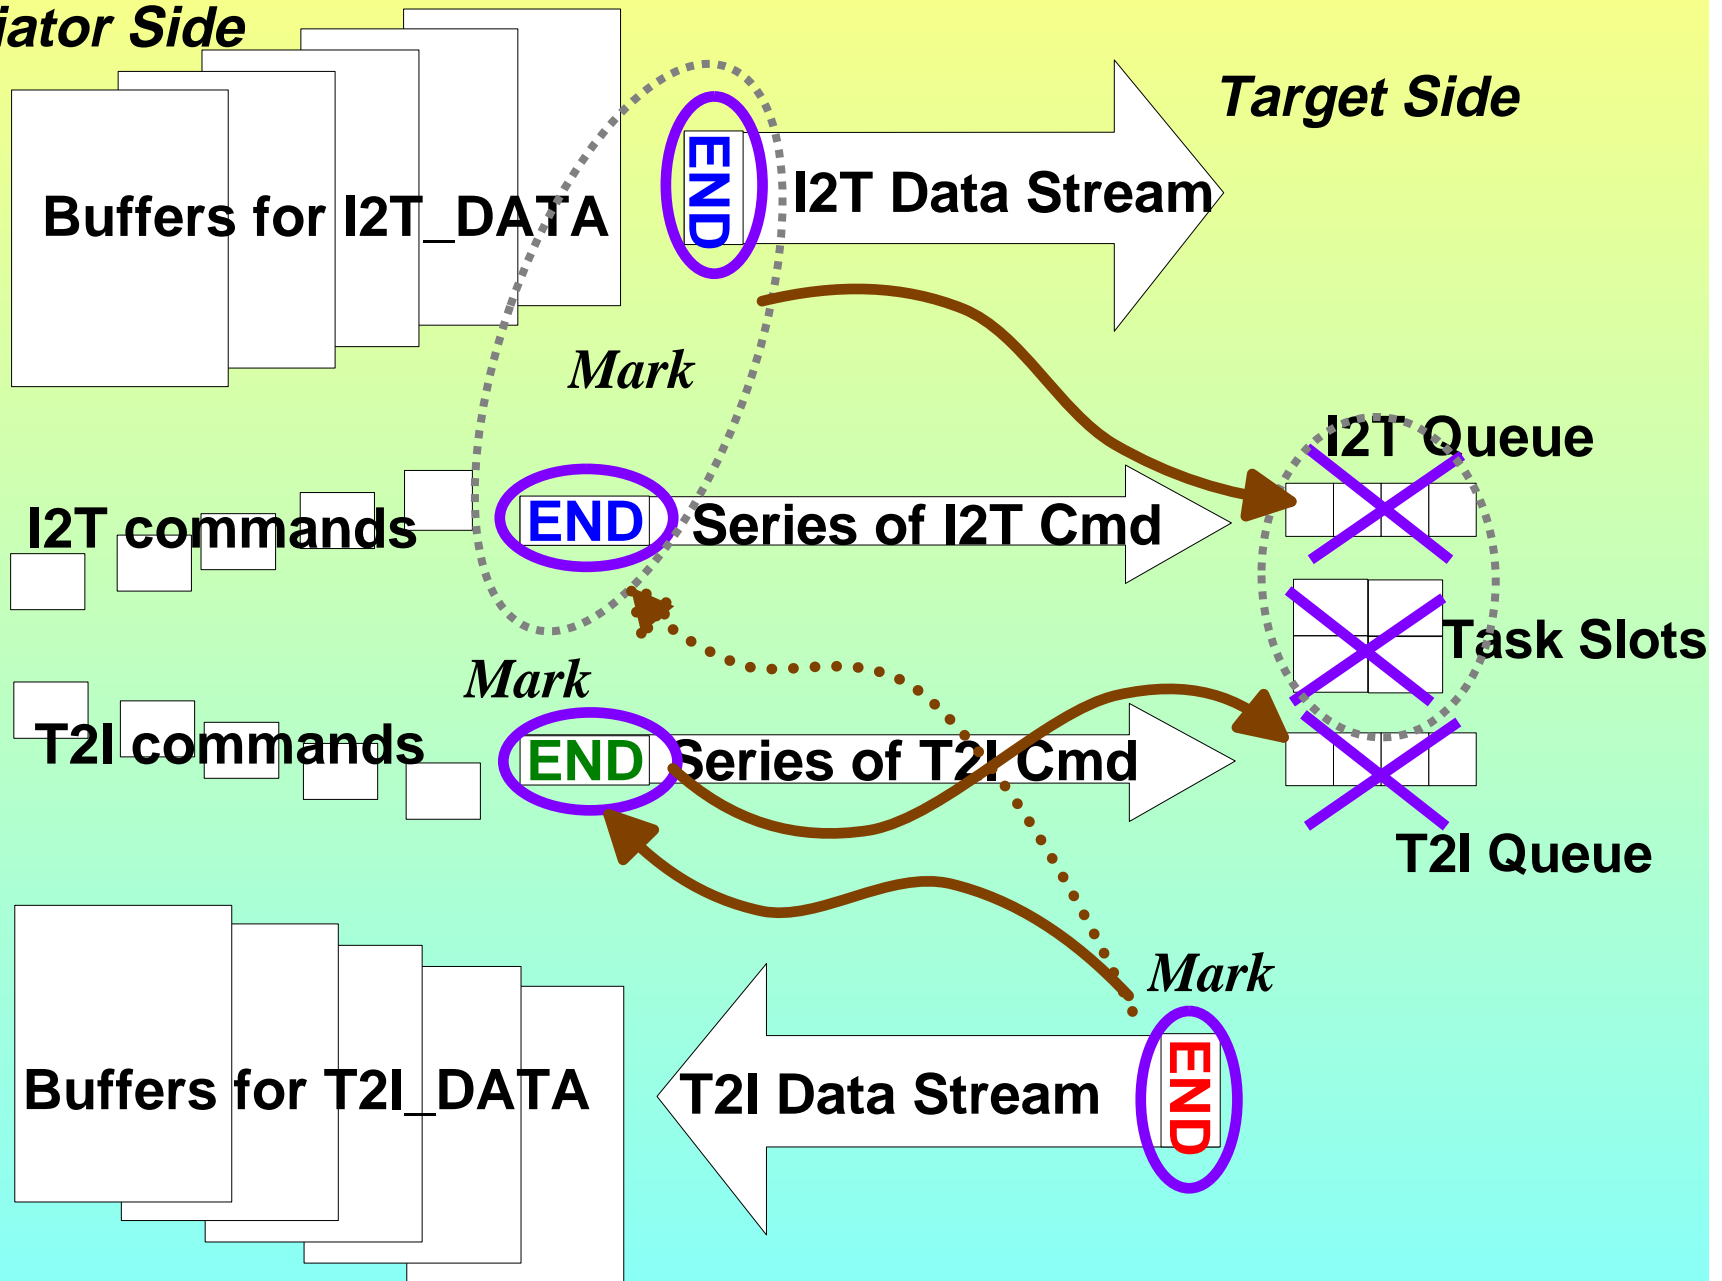 iator Side
Target Side
END
I2T Data Stream
Buffers for I2T_DATA
Mark
I2T Queue
I2T commands
END
Series of I2T Cmd
Task Slots
Mark
T2I commands
END
Series of T2I Cmd
T2I Queue
Mark
Buffers for T2I_DATA
T2I Data Stream
END